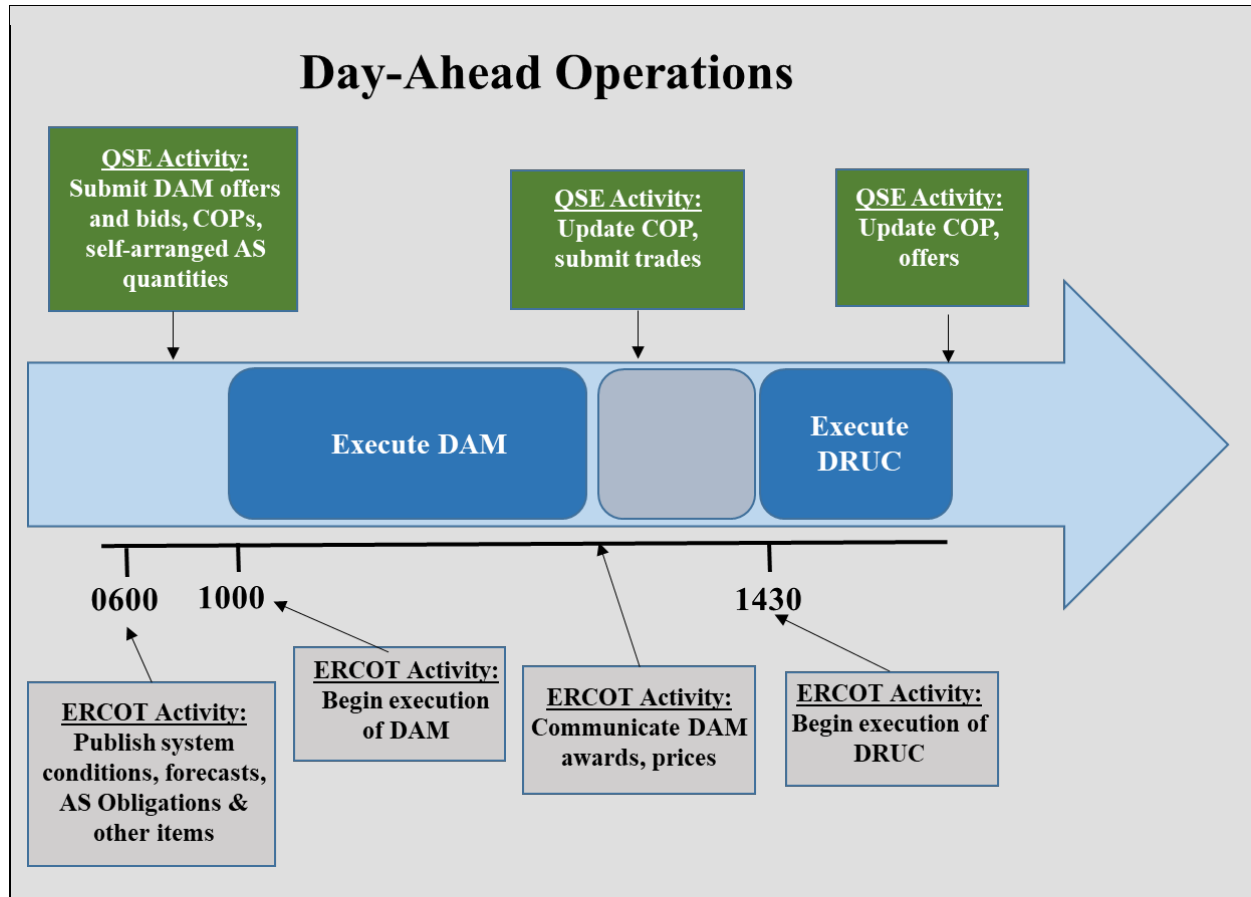 Day-Ahead Operations
QSE Activity:
Submit DAM offers
and bids, COPs,
self-arranged AS
quantities
QSE Activity:
Update COP,
submit trades
QSE Activity:
Update COP,
offers
Execute DAM
Execute
DRUC
0600
1000
1430
ERCOT Activity:
Publish system
conditions, forecasts,
AS Obligations &
other items
ERCOT Activity:
Begin execution
of DAM
ERCOT Activity:
Communicate DAM
awards, prices
ERCOT Activity:
Begin execution of
DRUC